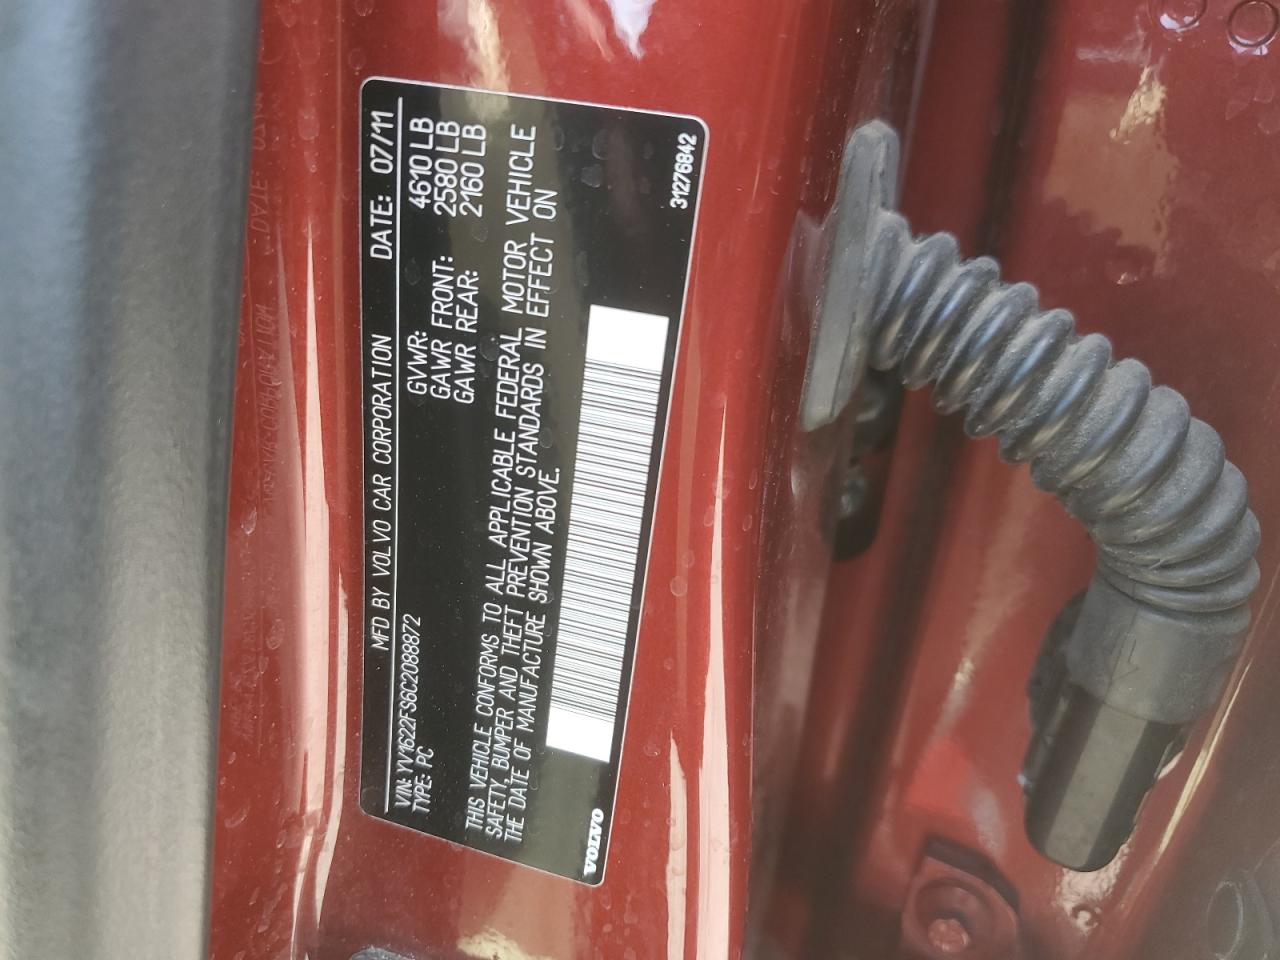 MFD BY VOLVO CAR CORPORATION DATE: 07/11
VIN: YV1622FS6C2088872 GVWR: 4610 LB
TYPE: PC GAWR FRONT: 2580 LB
GAWR REAR: 2160 LB
THIS VEHICLE CONFORMS TO ALL APPLICABLE FEDERAL MOTOR VEHICLE
SAFETY, BUMPER AND THEFT PREVENTION STANDARDS IN EFFECT ON
THE DATE OF MANUFACTURE SHOWN ABOVE.
VOLVO 31276842